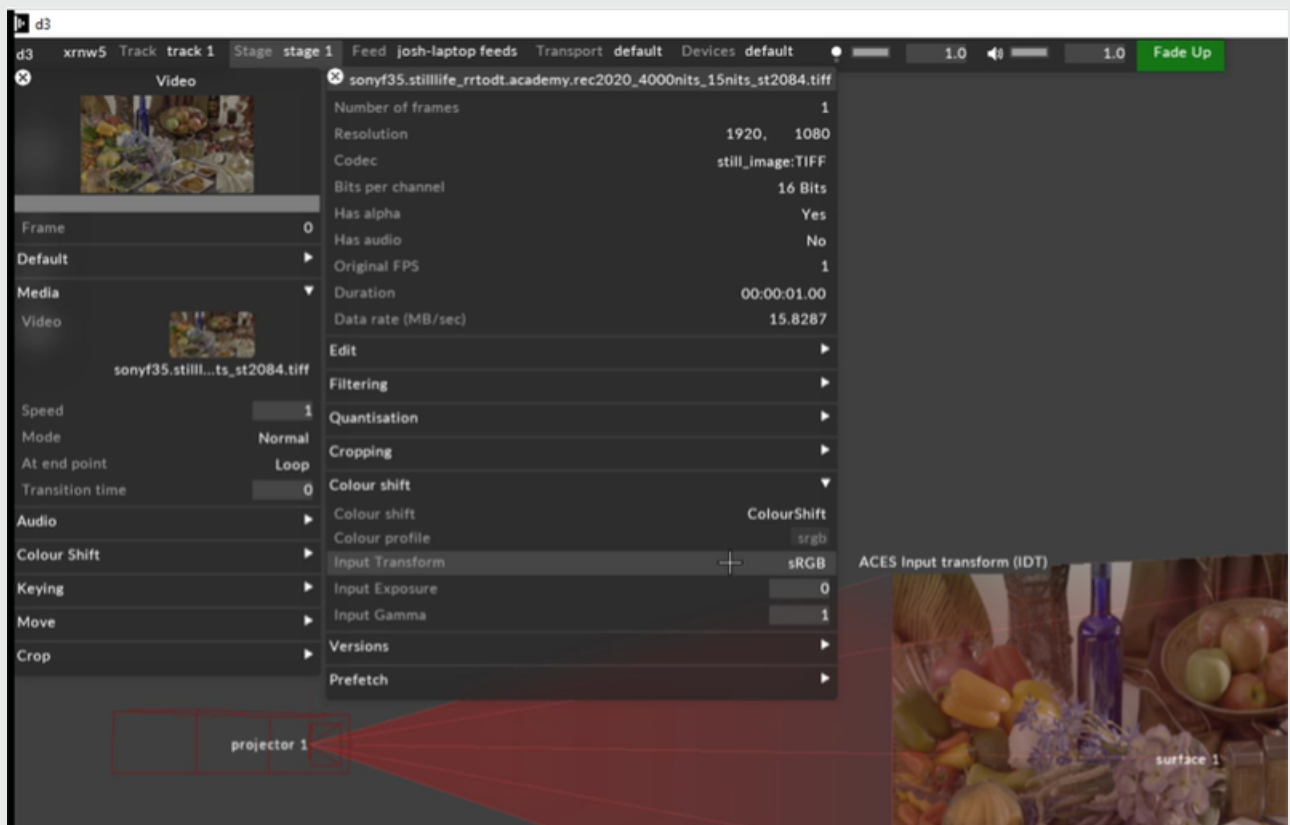 d3
d3 xrnw5 Track track 1 Stage stage 1 Feed josh-laptop feeds Transport default Devices default 1.0 1.0 Fade Up
Video
Frame 0
Default
Media
Video
sonyf35.stilll...ts_st2084.tiff
Speed 1
Mode Normal
At end point Loop
Transition time 0
Audio
Colour Shift
Keying
Move
Crop
sonyf35.stilllife_rrtodt.academy.rec2020_4000nits_15nits_st2084.tiff
Number of frames 1
Resolution 1920, 1080
Codec still_image:TIFF
Bits per channel 16 Bits
Has alpha Yes
Has audio No
Original FPS 1
Duration 00:00:01.00
Data rate (MB/sec) 15.8287
Edit
Filtering
Quantisation
Cropping
Colour shift
Colour shift ColourShift
Colour profile srgb
Input Transform sRGB
Input Exposure 0
Input Gamma 1
Versions
Prefetch
ACES Input transform (IDT)
projector 1
surface 1